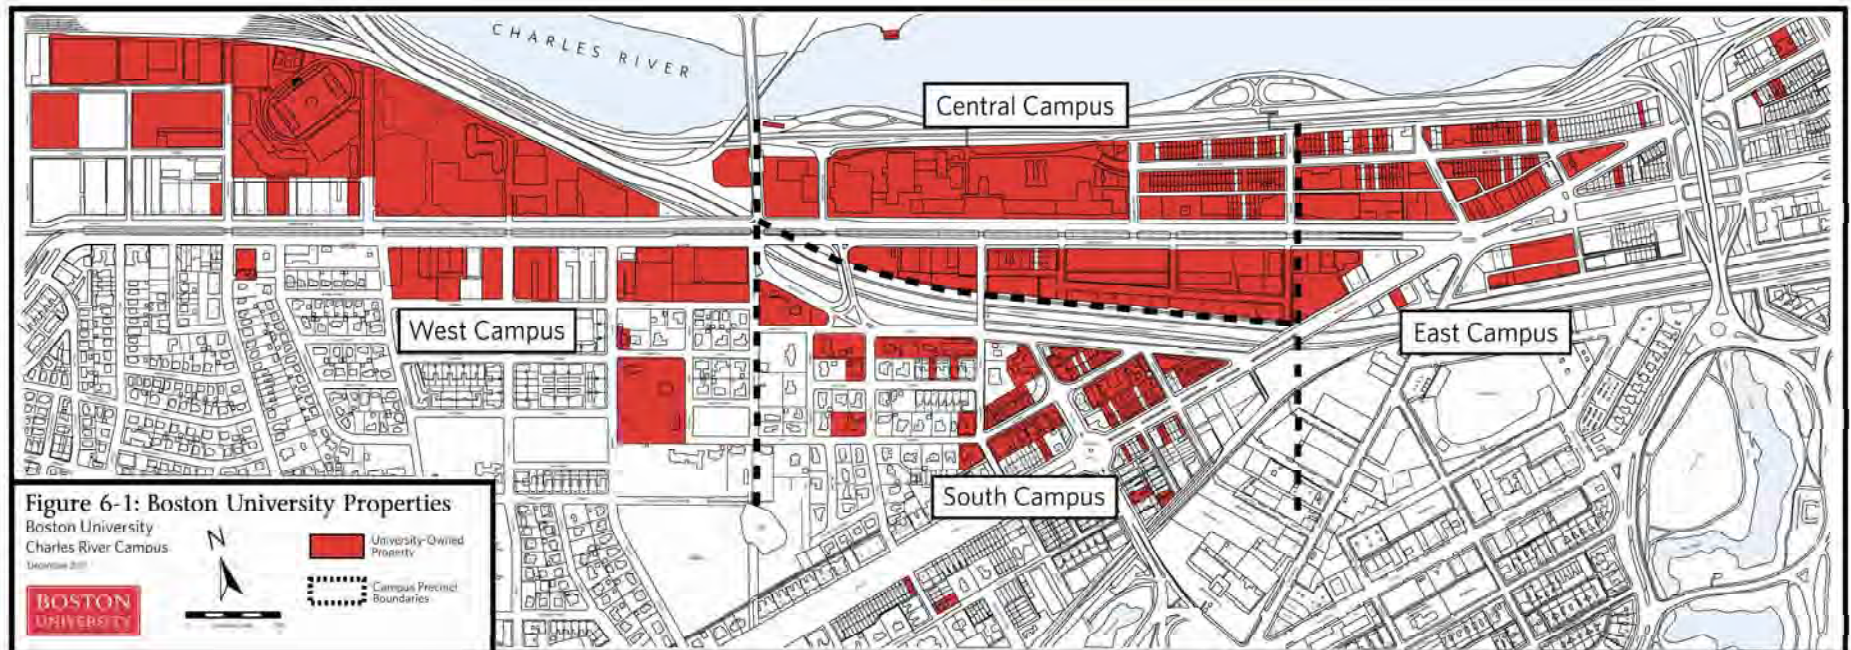 CHARLES RIVER
Central Campus
West Campus
East Campus
South Campus
Figure 6-1: Boston University Properties
Boston University
Charles River Campus
December
N
University-Owned
Property
Campus Precinct
Boundaries
BOSTON
UNIVERSITY